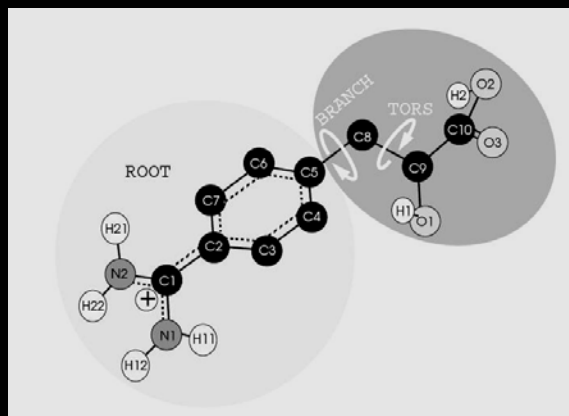 BRANCH
TORS
ROOT
H2
O2
C10
O3
C8
C9
H1
O1
C6
C5
C7
C4
C2
C3
H21
N2
C1
+
H22
N1
H11
H12